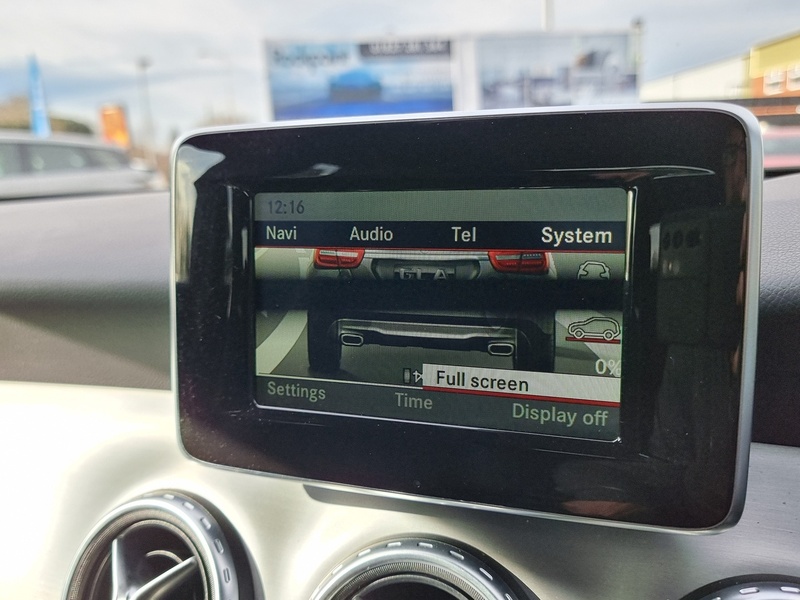 12:16
Navi Audio Tel System
GLA
0%
Full screen
Settings Time Display off